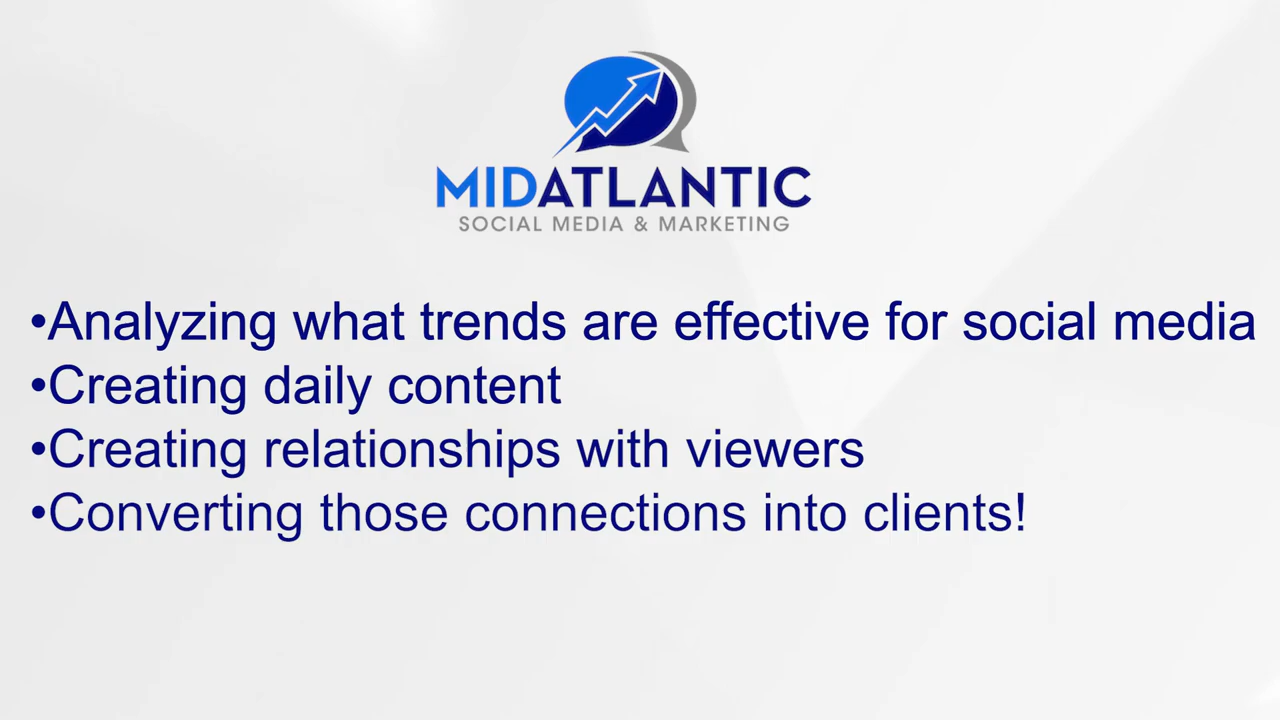 MIDATLANTIC
SOCIAL MEDIA & MARKETING
•Analyzing what trends are effective for social media
•Creating daily content
•Creating relationships with viewers
•Converting those connections into clients!